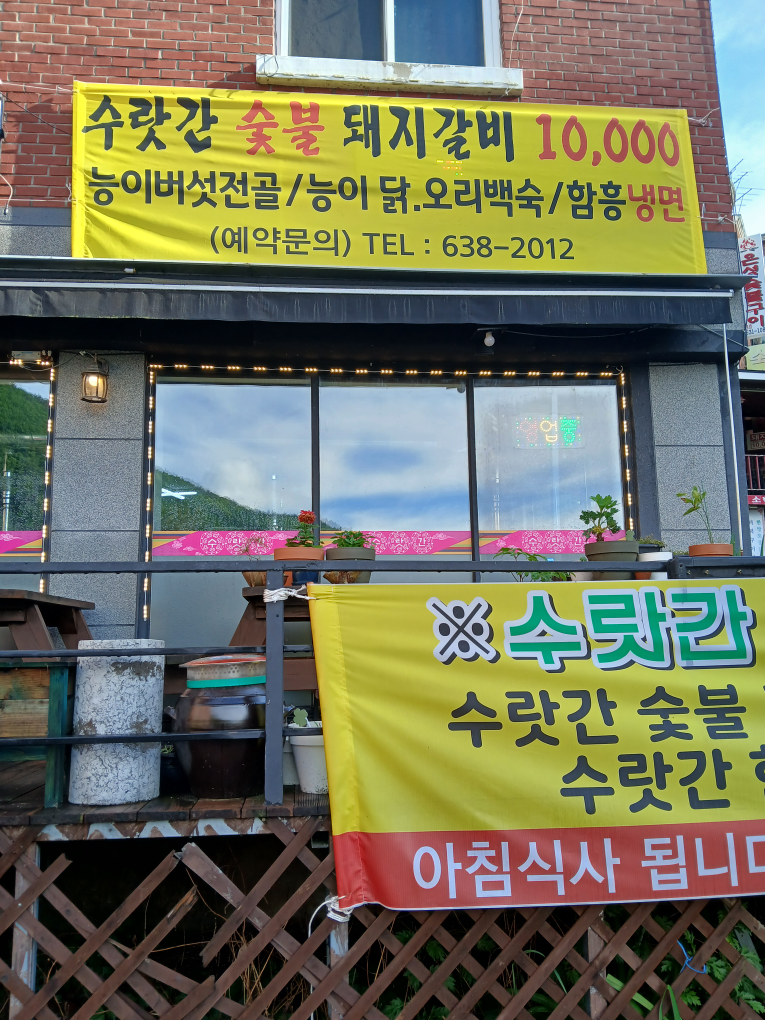 수랏간 숯불 돼지갈비 10,000
능이버섯전골/능이 닭.오리백숙/함흥냉면
(예약문의) TEL : 638-2012
영업중
※수랏간
수랏간 숯불
수랏간
아침식사 됩니다